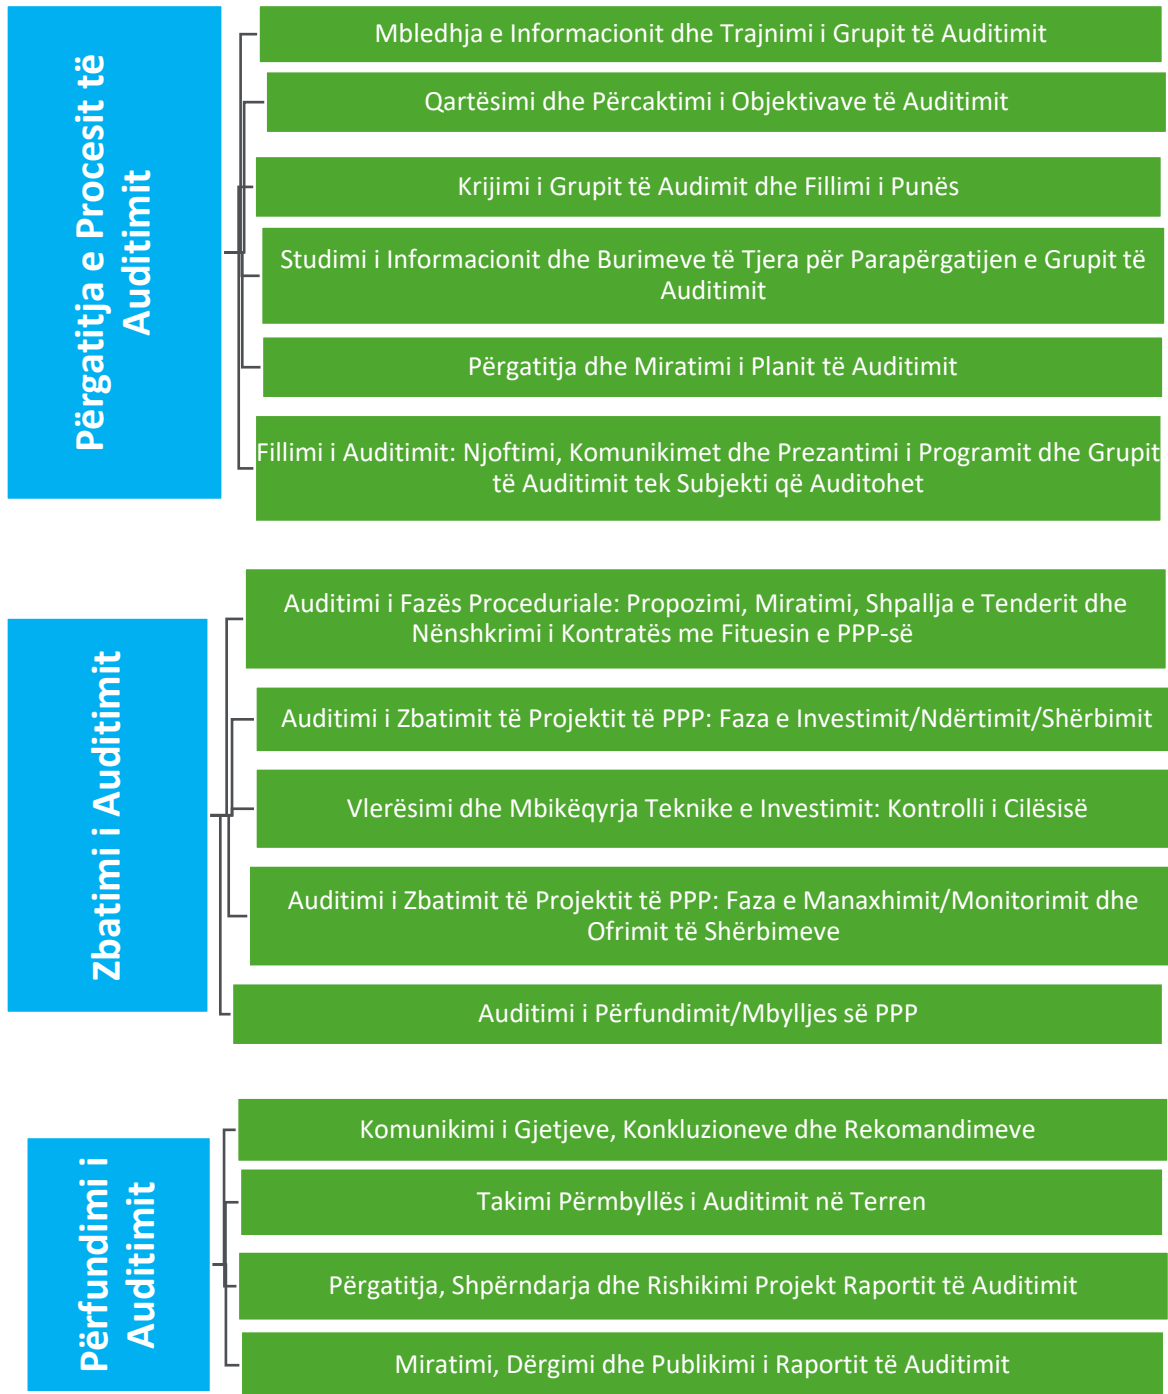 Përgatitja e Procesit të
Auditimit
Mbledhja e Informacionit dhe Trajnimi i Grupit të Auditimit
Qartësimi dhe Përcaktimi i Objektivave të Auditimit
Krijimi i Grupit të Audimit dhe Fillimi i Punës
Studimi i Informacionit dhe Burimeve të Tjera për Parapërgatijen e Grupit të
Auditimit
Përgatitja dhe Miratimi i Planit të Auditimit
Fillimi i Auditimit: Njoftimi, Komunikimet dhe Prezantimi i Programit dhe Grupit
të Auditimit tek Subjekti që Auditohet
Zbatimi i Auditimit
Auditimi i Fazës Proceduriale: Propozimi, Miratimi, Shpallja e Tenderit dhe
Nënshkrimi i Kontratës me Fituesin e PPP-së
Auditimi i Zbatimit të Projektit të PPP: Faza e Investimit/Ndërtimit/Shërbimit
Vlerësimi dhe Mbikëqyrja Teknike e Investimit: Kontrolli i Cilësisë
Auditimi i Zbatimit të Projektit të PPP: Faza e Manaxhimit/Monitorimit dhe
Ofrimit të Shërbimeve
Auditimi i Përfundimit/Mbylljes së PPP
Përfundimi i
Auditimit
Komunikimi i Gjetjeve, Konkluzioneve dhe Rekomandimeve
Takimi Përmbyllës i Auditimit në Terren
Përgatitja, Shpërndarja dhe Rishikimi Projekt Raportit të Auditimit
Miratimi, Dërgimi dhe Publikimi i Raportit të Auditimit